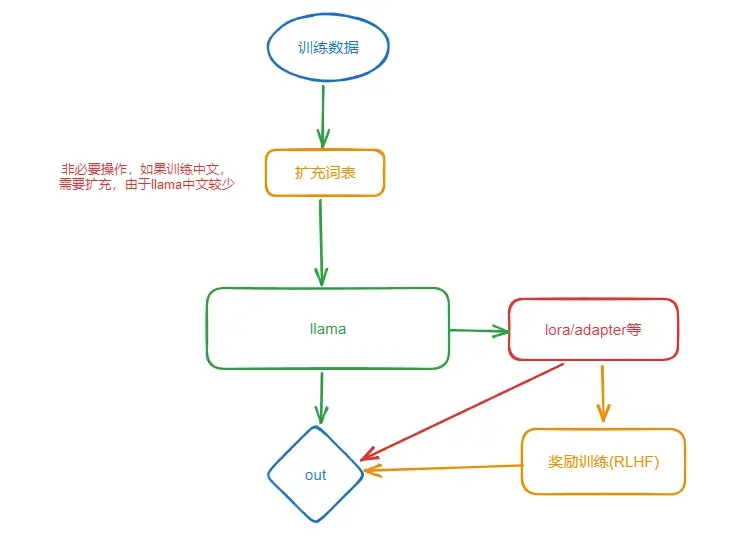 训练数据
非必要操作，如果训练中文，
需要扩充，由于llama中文较少
扩充词表
llama
lora/adapter等
out
奖励训练(RLHF)